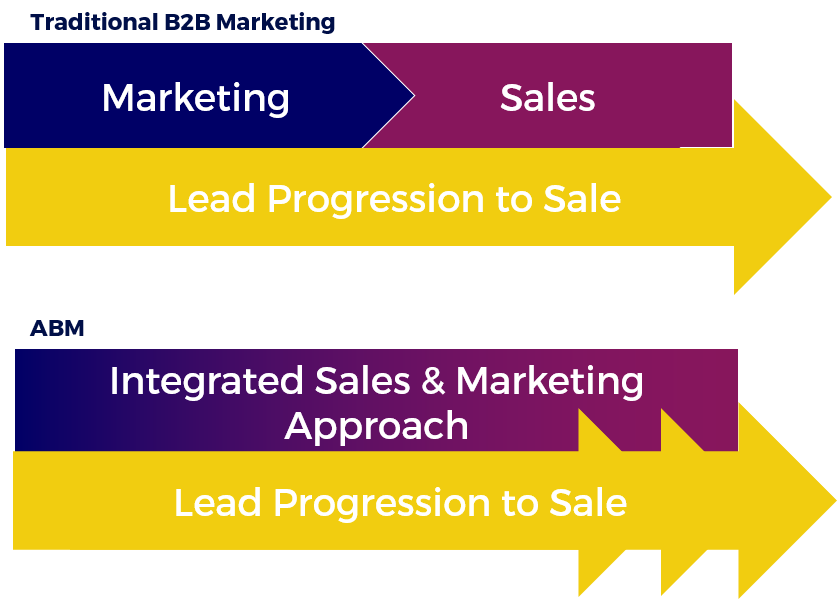 Traditional B2B Marketing
Marketing
Sales
Lead Progression to Sale
ABM
Integrated Sales & Marketing
Approach
Lead Progression to Sale